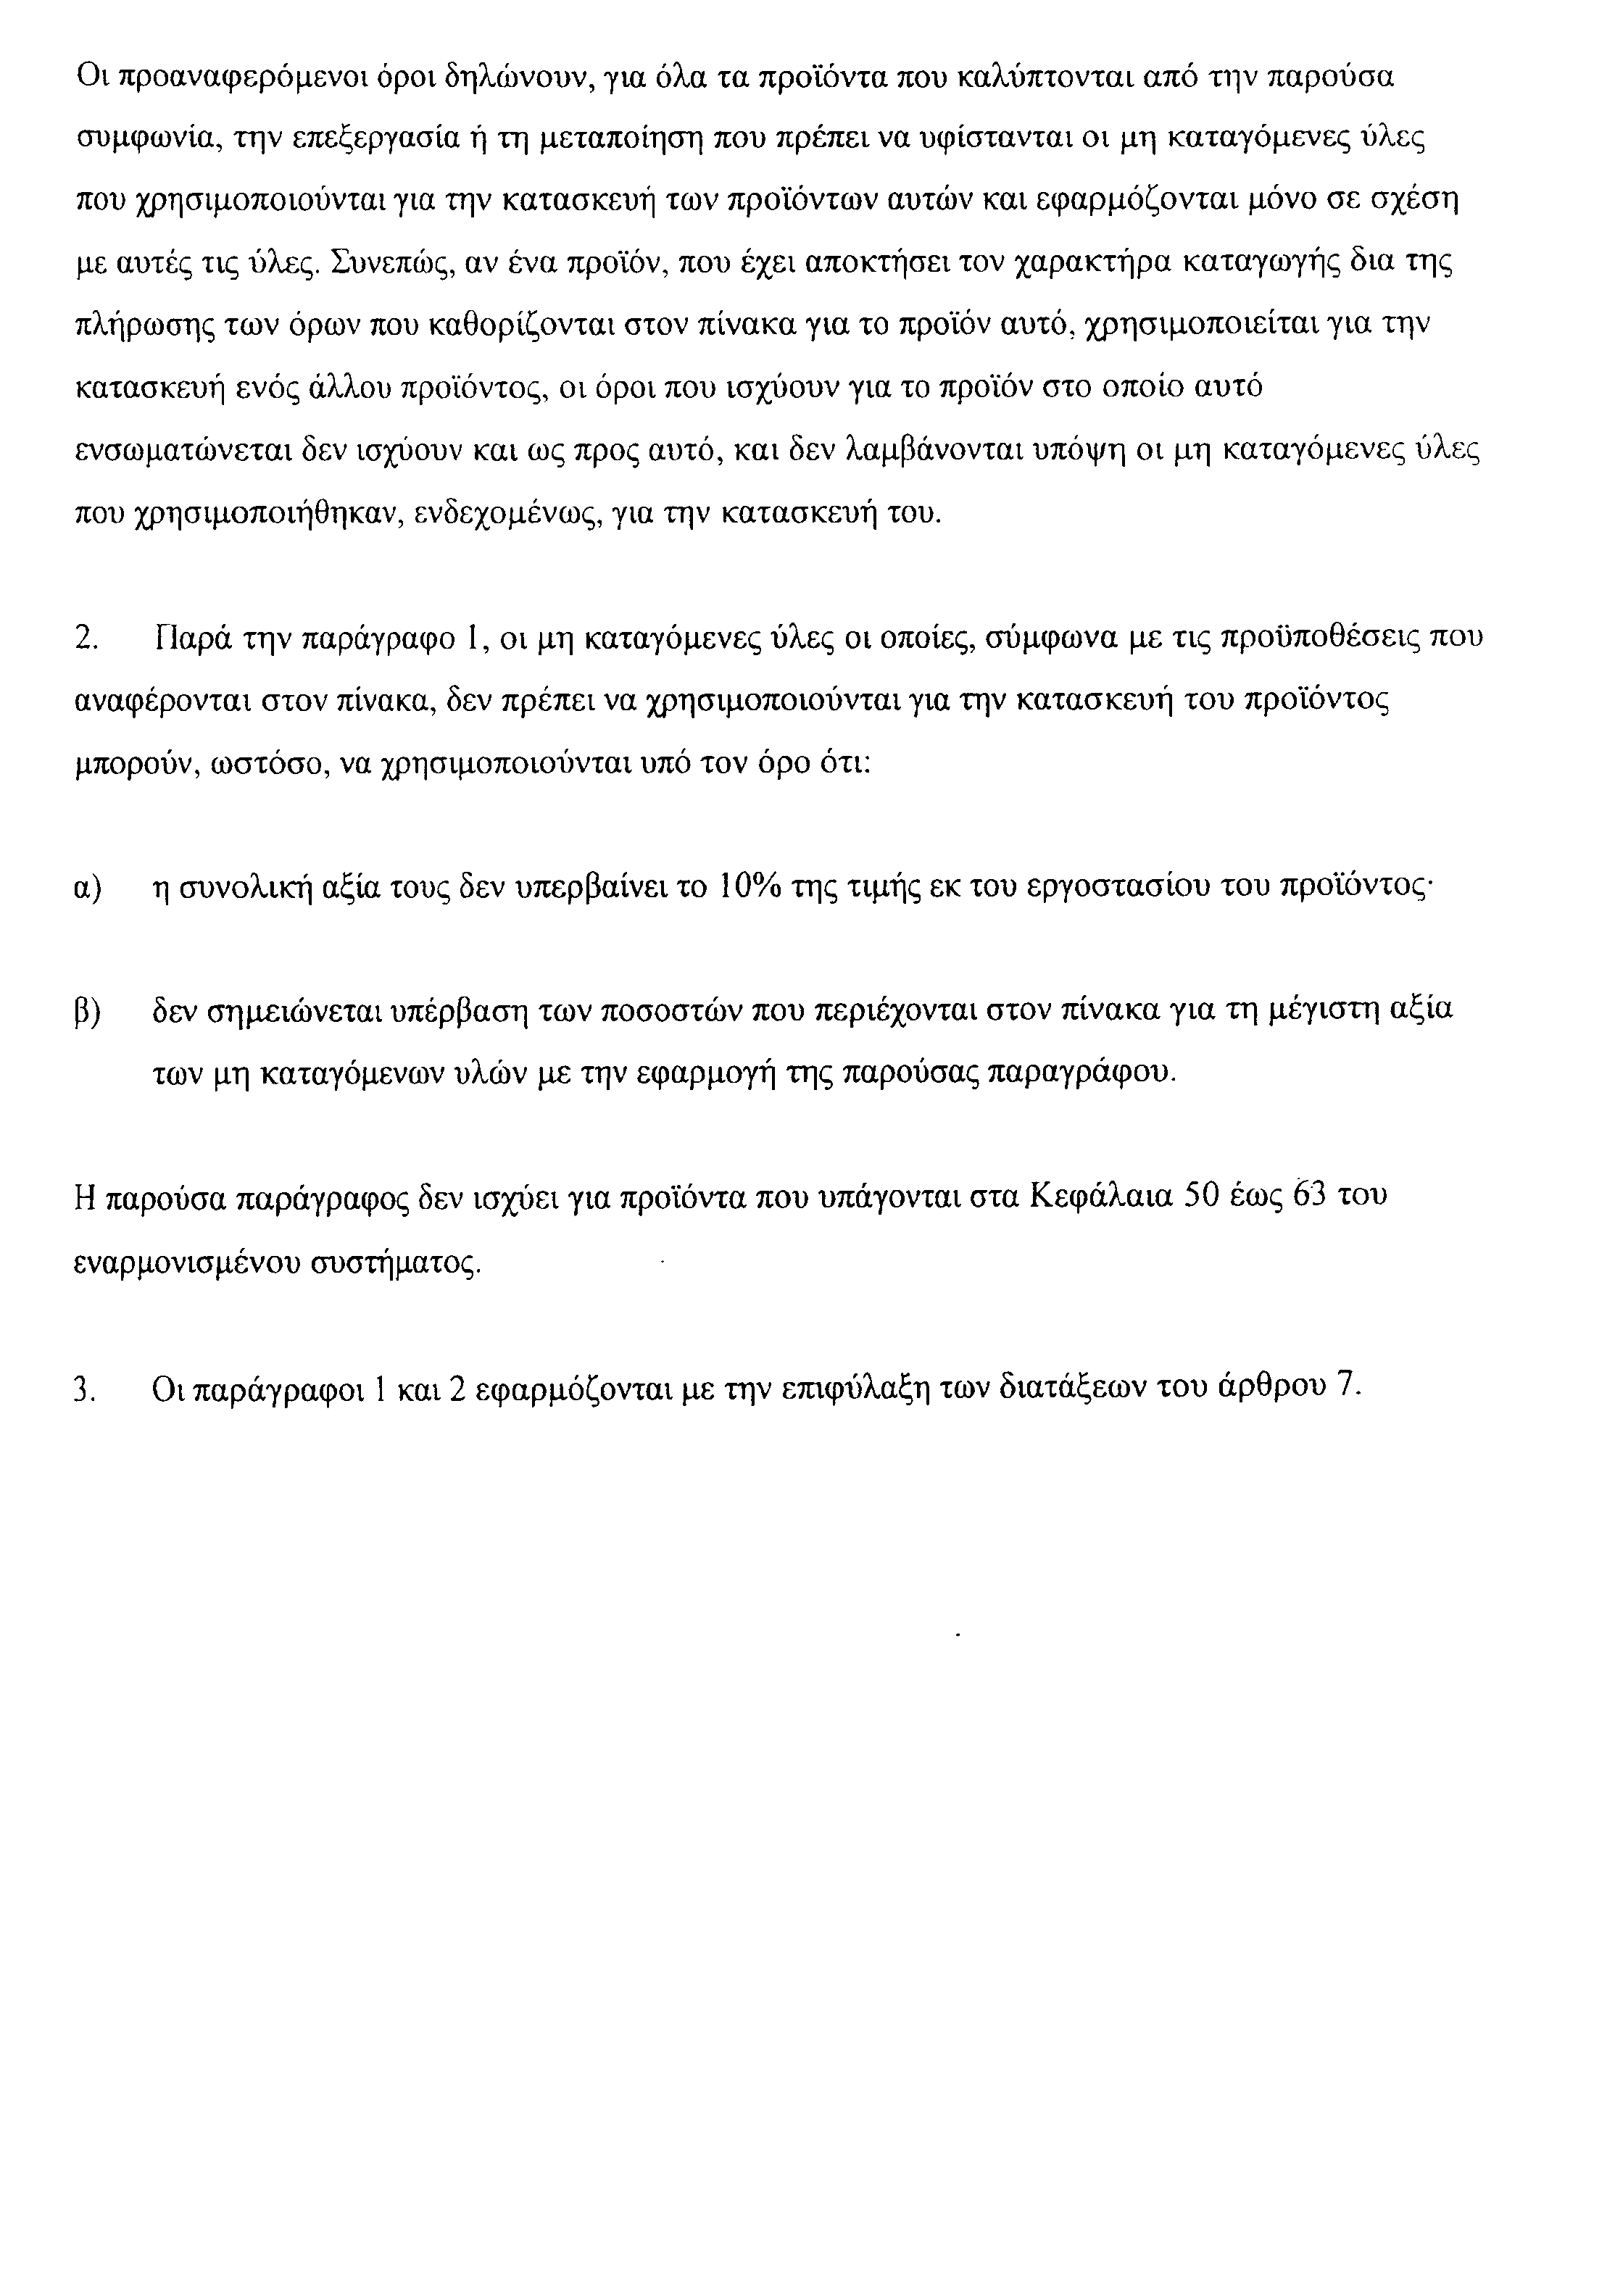 Οι προαναφερόμενοι όροι δηλώνουν, για όλα τα προϊόντα που καλύπτονται από την παρούσα
συμφωνία, την επεξεργασία ή τη μεταποίηση που πρέπει να υφίστανται οι μη καταγόμενες ύλες
που χρησιμοποιούνται για την κατασκευή των προϊόντων αυτών και εφαρμόζονται μόνο σε σχέση
με αυτές τις ύλες. Συνεπώς, αν ένα προϊόν, που έχει αποκτήσει τον χαρακτήρα καταγωγής δια της
πλήρωσης των όρων που καθορίζονται στον πίνακα για το προϊόν αυτό, χρησιμοποιείται για την
κατασκευή ενός άλλου προϊόντος, οι όροι που ισχύουν για το προϊόν στο οποίο αυτό
ενσωματώνεται δεν ισχύουν και ως προς αυτό, και δεν λαμβάνονται υπόψη οι μη καταγόμενες ύλες
που χρησιμοποιήθηκαν, ενδεχομένως, για την κατασκευή του.
2. Παρά την παράγραφο 1, οι μη καταγόμενες ύλες οι οποίες, σύμφωνα με τις προϋποθέσεις που
αναφέρονται στον πίνακα, δεν πρέπει να χρησιμοποιούνται για την κατασκευή του προϊόντος
μπορούν, ωστόσο, να χρησιμοποιούνται υπό τον όρο ότι:
α) η συνολική αξία τους δεν υπερβαίνει το 10% της τιμής εκ του εργοστασίου του προϊόντος·
β) δεν σημειώνεται υπέρβαση των ποσοστών που περιέχονται στον πίνακα για τη μέγιστη αξία
των μη καταγόμενων υλών με την εφαρμογή της παρούσας παραγράφου.
Η παρούσα παράγραφος δεν ισχύει για προϊόντα που υπάγονται στα Κεφάλαια 50 έως 63 του
εναρμονισμένου συστήματος.
3. Οι παράγραφοι 1 και 2 εφαρμόζονται με την επιφύλαξη των διατάξεων του άρθρου 7.